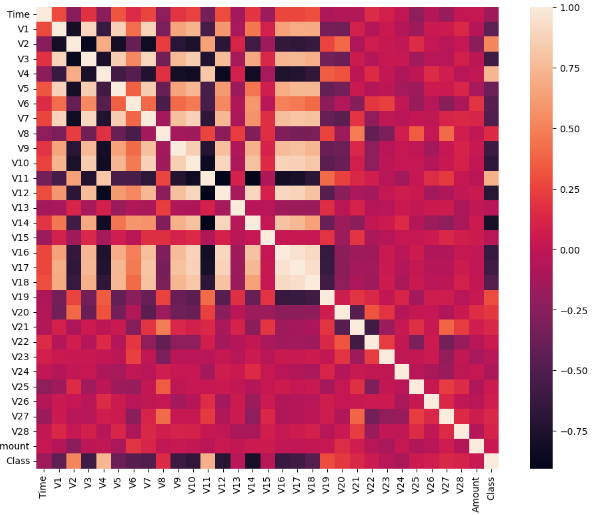 Time
V1
V2
V3
V4
V5
V6
V7
V8
V9
V10
V11
V12
V13
V14
V15
V16
V17
V18
V19
V20
V21
V22
V23
V24
V25
V26
V27
V28
mount
Class
Time V1 V2 V3 V4 V5 V6 V7 V8 V9 V10 V11 V12 V13 V14 V15 V16 V17 V18 V19 V20 V21 V22 V23 V24 V25 V26 V27 V28 Amount Class
1.00
0.75
0.50
0.25
0.00
−0.25
−0.50
−0.75